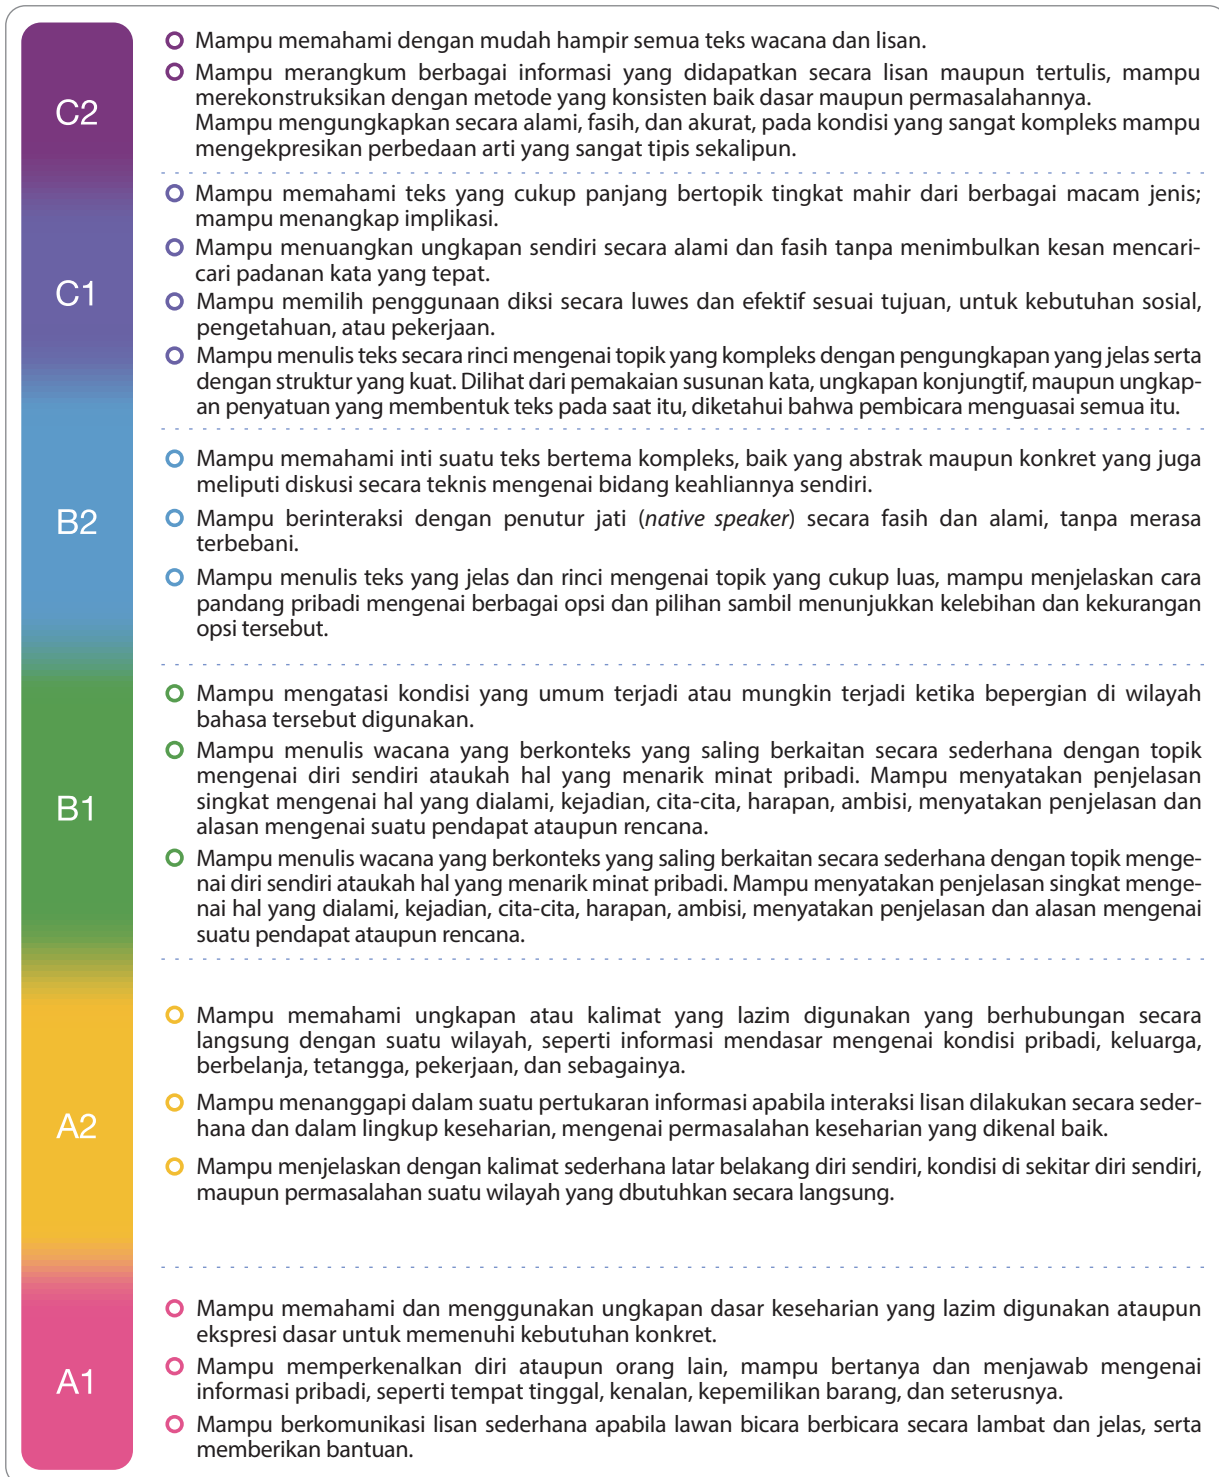 C2
Mampu memahami dengan mudah hampir semua teks wacana dan lisan.
Mampu merangkum berbagai informasi yang didapatkan secara lisan maupun tertulis, mampu
merekonstruksikan dengan metode yang konsisten baik dasar maupun permasalahannya.
Mampu mengungkapkan secara alami, fasih, dan akurat, pada kondisi yang sangat kompleks mampu
mengekpresikan perbedaan arti yang sangat tipis sekalipun.
C1
Mampu memahami teks yang cukup panjang bertopik tingkat mahir dari berbagai macam jenis;
mampu menangkap implikasi.
Mampu menuangkan ungkapan sendiri secara alami dan fasih tanpa menimbulkan kesan mencari-
cari padanan kata yang tepat.
Mampu memilih penggunaan diksi secara luwes dan efektif sesuai tujuan, untuk kebutuhan sosial,
pengetahuan, atau pekerjaan.
Mampu menulis teks secara rinci mengenai topik yang kompleks dengan pengungkapan yang jelas serta
dengan struktur yang kuat. Dilihat dari pemakaian susunan kata, ungkapan konjungtif, maupun ungkap-
an penyatuan yang membentuk teks pada saat itu, diketahui bahwa pembicara menguasai semua itu.
B2
Mampu memahami inti suatu teks bertema kompleks, baik yang abstrak maupun konkret yang juga
meliputi diskusi secara teknis mengenai bidang keahliannya sendiri.
Mampu berinteraksi dengan penutur jati (native speaker) secara fasih dan alami, tanpa merasa
terbebani.
Mampu menulis teks yang jelas dan rinci mengenai topik yang cukup luas, mampu menjelaskan cara
pandang pribadi mengenai berbagai opsi dan pilihan sambil menunjukkan kelebihan dan kekurangan
opsi tersebut.
B1
Mampu mengatasi kondisi yang umum terjadi atau mungkin terjadi ketika bepergian di wilayah
bahasa tersebut digunakan.
Mampu menulis wacana yang berkonteks yang saling berkaitan secara sederhana dengan topik
mengenai diri sendiri ataukah hal yang menarik minat pribadi. Mampu menyatakan penjelasan
singkat mengenai hal yang dialami, kejadian, cita-cita, harapan, ambisi, menyatakan penjelasan dan
alasan mengenai suatu pendapat ataupun rencana.
Mampu menulis wacana yang berkonteks yang saling berkaitan secara sederhana dengan topik menge-
nai diri sendiri ataukah hal yang menarik minat pribadi. Mampu menyatakan penjelasan singkat menge-
nai hal yang dialami, kejadian, cita-cita, harapan, ambisi, menyatakan penjelasan dan alasan mengenai
suatu pendapat ataupun rencana.
A2
Mampu memahami ungkapan atau kalimat yang lazim digunakan yang berhubungan secara
langsung dengan suatu wilayah, seperti informasi mendasar mengenai kondisi pribadi, keluarga,
berbelanja, tetangga, pekerjaan, dan sebagainya.
Mampu menanggapi dalam suatu pertukaran informasi apabila interaksi lisan dilakukan secara seder-
hana dan dalam lingkup keseharian, mengenai permasalahan keseharian yang dikenal baik.
Mampu menjelaskan dengan kalimat sederhana latar belakang diri sendiri, kondisi di sekitar diri sendiri,
maupun permasalahan suatu wilayah yang dbutuhkan secara langsung.
A1
Mampu memahami dan menggunakan ungkapan dasar keseharian yang lazim digunakan ataupun
ekspresi dasar untuk memenuhi kebutuhan konkret.
Mampu memperkenalkan diri ataupun orang lain, mampu bertanya dan menjawab mengenai
informasi pribadi, seperti tempat tinggal, kenalan, kepemilikan barang, dan seterusnya.
Mampu berkomunikasi lisan sederhana apabila lawan bicara berbicara secara lambat dan jelas, serta
memberikan bantuan.